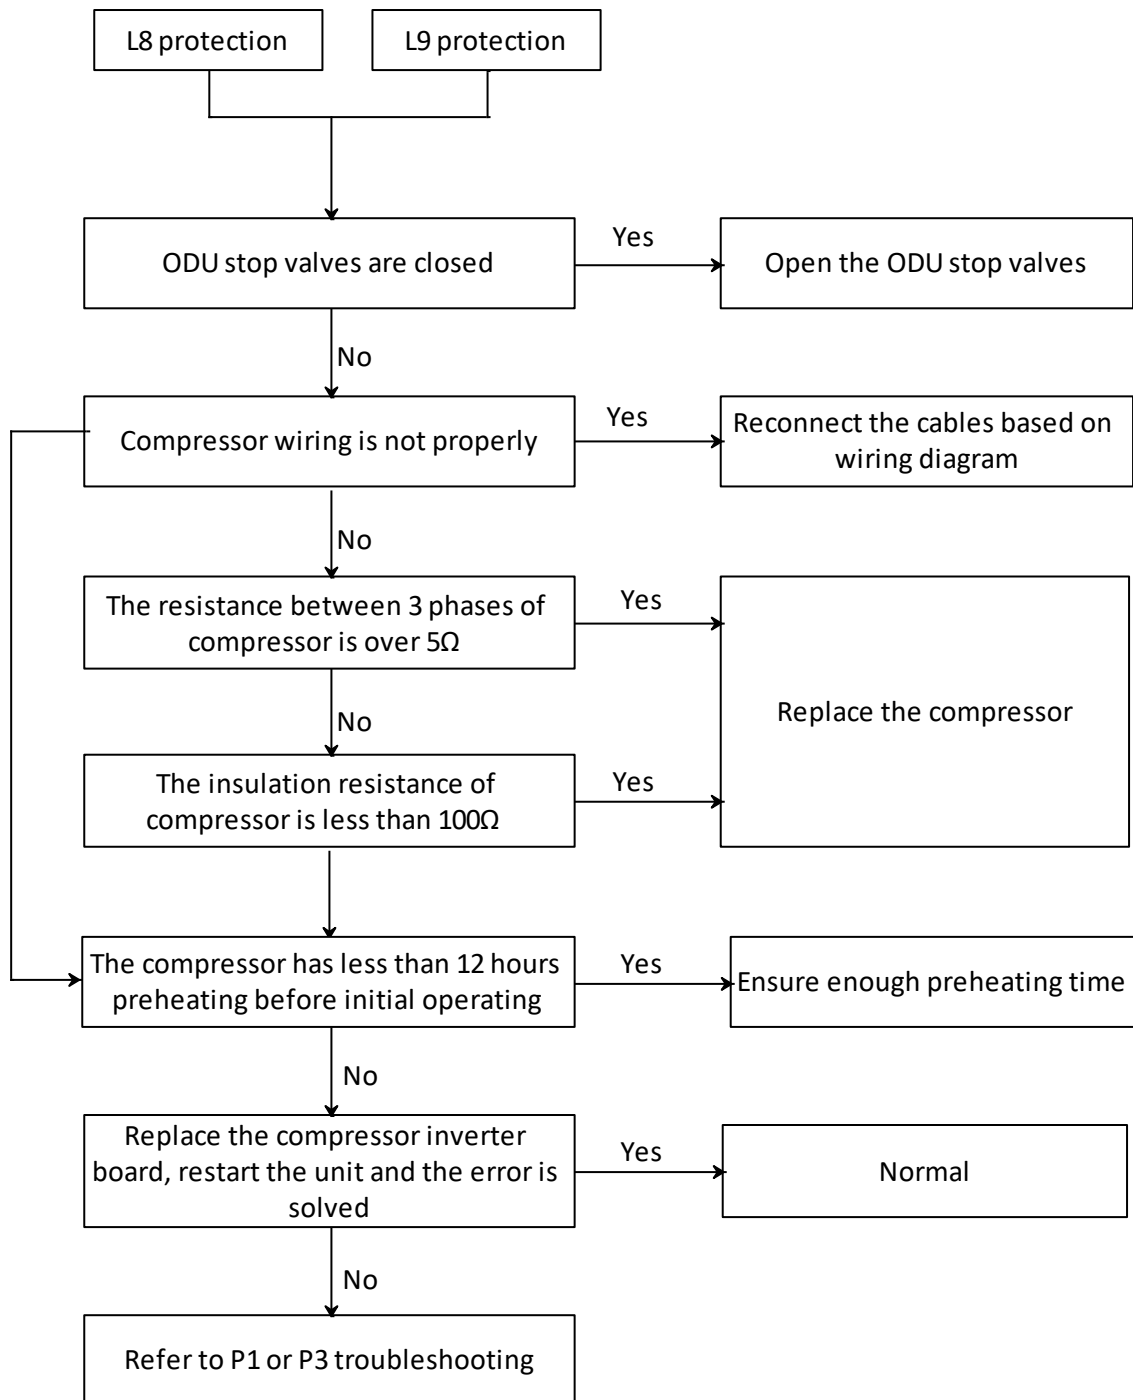 L8 protection
L9 protection
ODU stop valves are closed
Yes
Open the ODU stop valves
No
Compressor wiring is not properly
Yes
Reconnect the cables based on
wiring diagram
No
The resistance between 3 phases of
compressor is over 5Ω
Yes
Replace the compressor
No
The insulation resistance of
compressor is less than 100Ω
Yes
The compressor has less than 12 hours
preheating before initial operating
Yes
Ensure enough preheating time
No
Replace the compressor inverter
board, restart the unit and the error is
solved
Yes
Normal
No
Refer to P1 or P3 troubleshooting